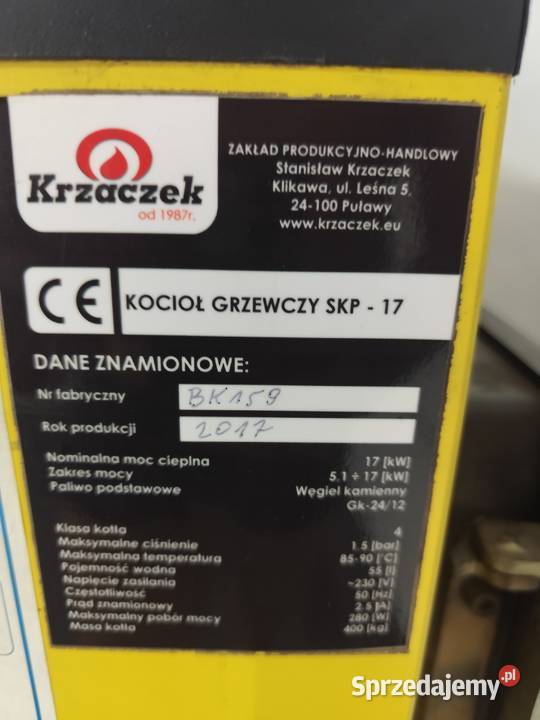 Krzaczek
od 1987r.
ZAKŁAD PRODUKCYJNO-HANDLOWY
Stanisław Krzaczek
Klikawa, ul. Leśna 5,
24-100 Puławy
www.krzaczek.eu
CE KOCIOŁ GRZEWCZY SKP - 17
DANE ZNAMIONOWE:
Nr fabryczny BK159
Rok produkcji 2017
Nominalna moc cieplna 17 [kW]
Zakres mocy 5.1 ÷ 17 [kW]
Paliwo podstawowe Węgiel kamienny
Gk-24/12
Klasa kotła 4
Maksymalne ciśnienie 1.5 [bar]
Maksymalna temperatura 85-90 [°C]
Pojemność wodna 55 [l]
Napięcie zasilania ~230 [V]
Częstotliwość 50 [Hz]
Prąd znamionowy 2.5 [A]
Maksymalny pobór mocy 280 [W]
Masa kotła 400 [kg]
Sprzedajemy.pl